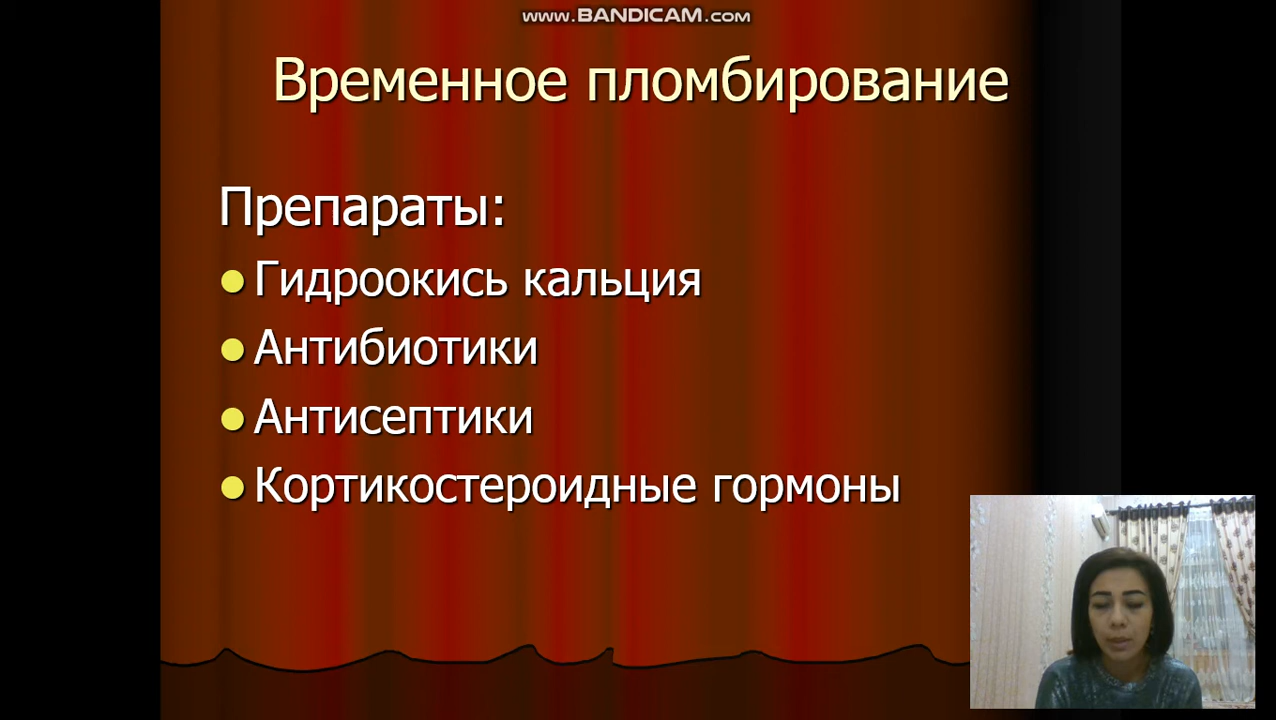 www.BANDICAM.com
Временное пломбирование
Препараты:
Гидроокись кальция
Антибиотики
Антисептики
Кортикостероидные гормоны